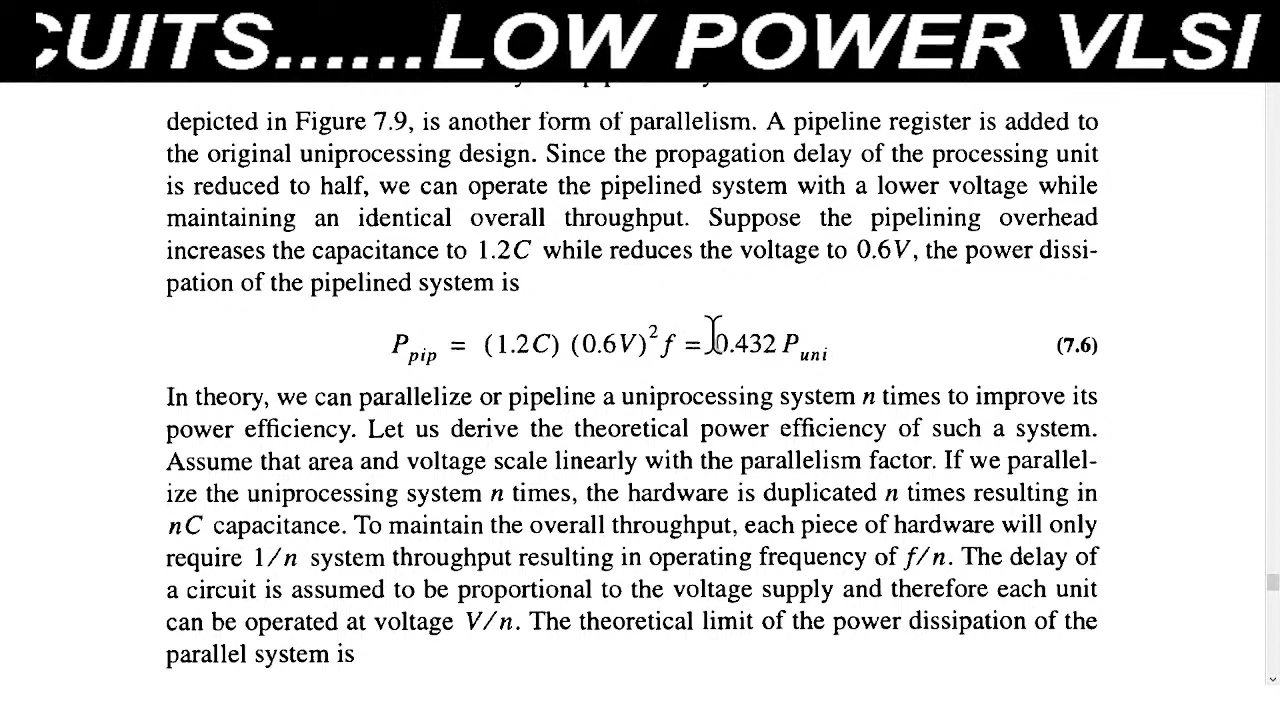 CUITS......LOW POWER VLSI
depicted in Figure 7.9, is another form of parallelism. A pipeline register is added to
the original uniprocessing design. Since the propagation delay of the processing unit
is reduced to half, we can operate the pipelined system with a lower voltage while
maintaining an identical overall throughput. Suppose the pipelining overhead
increases the capacitance to 1.2C while reduces the voltage to 0.6V, the power dissi-
pation of the pipelined system is
P_pip = (1.2C) (0.6V)^2 f = 0.432 P_uni (7.6)
In theory, we can parallelize or pipeline a uniprocessing system n times to improve its
power efficiency. Let us derive the theoretical power efficiency of such a system.
Assume that area and voltage scale linearly with the parallelism factor. If we parallel-
ize the uniprocessing system n times, the hardware is duplicated n times resulting in
nC capacitance. To maintain the overall throughput, each piece of hardware will only
require 1/n system throughput resulting in operating frequency of f/n. The delay of
a circuit is assumed to be proportional to the voltage supply and therefore each unit
can be operated at voltage V/n. The theoretical limit of the power dissipation of the
parallel system is